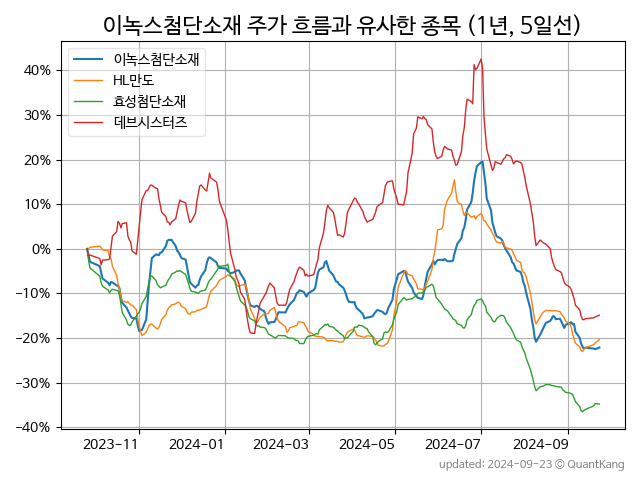 이녹스첨단소재 주가 흐름과 유사한 종목 (1년, 5일선)
이녹스첨단소재
HL만도
효성첨단소재
데브시스터즈
40%
30%
20%
10%
0%
−10%
−20%
−30%
−40%
2023-11 2024-01 2024-03 2024-05 2024-07 2024-09
updated: 2024-09-23 © QuantKang